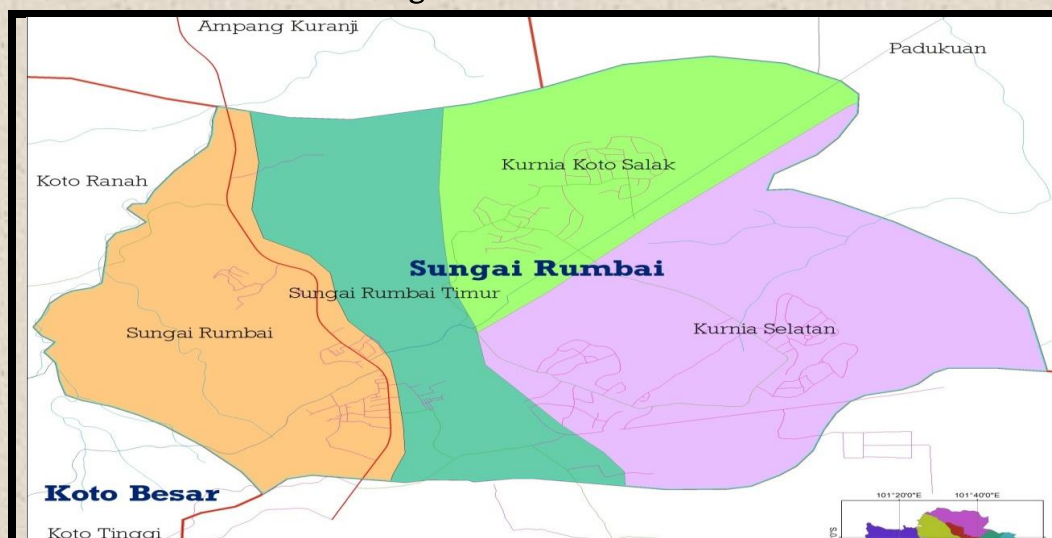 Ampang Kuranji
Padukuan
Koto Ranah
Kurnia Koto Salak
Sungai Rumbai
Sungai Rumbai Timur
Sungai Rumbai
Kurnia Selatan
Koto Besar
Koto Tinggi
101°20'0"E 101°40'0"E